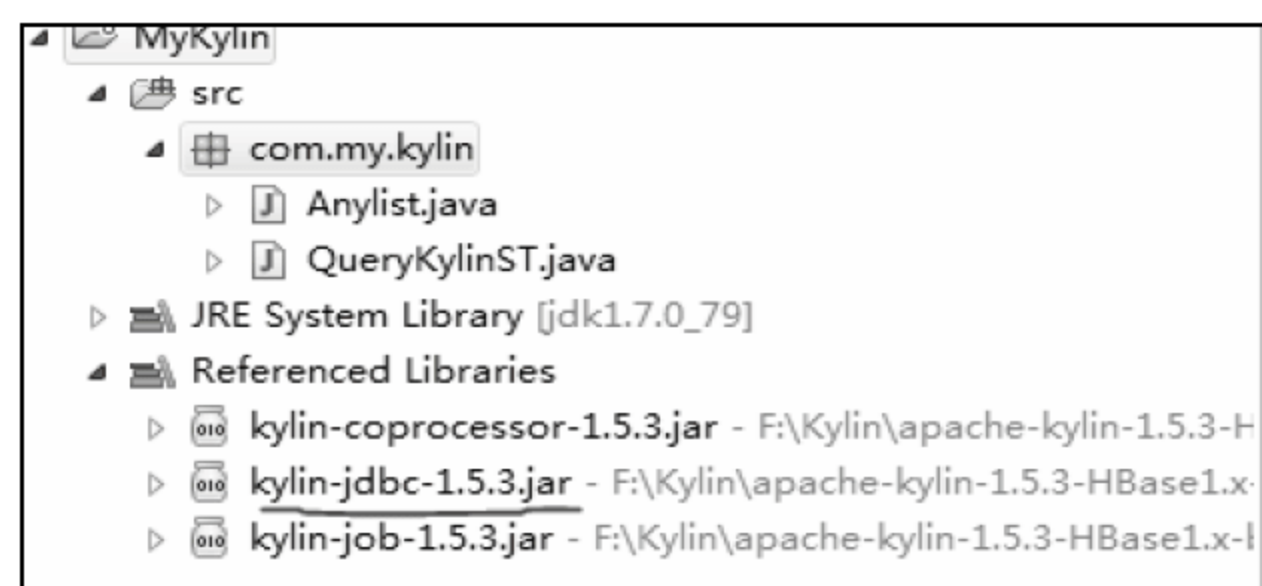 MyKylin
src
com.my.kylin
Anylist.java
QueryKylinST.java
JRE System Library [jdk1.7.0_79]
Referenced Libraries
kylin-coprocessor-1.5.3.jar - F:\Kylin\apache-kylin-1.5.3-H
kylin-jdbc-1.5.3.jar - F:\Kylin\apache-kylin-1.5.3-HBase1.x-
kylin-job-1.5.3.jar - F:\Kylin\apache-kylin-1.5.3-HBase1.x-